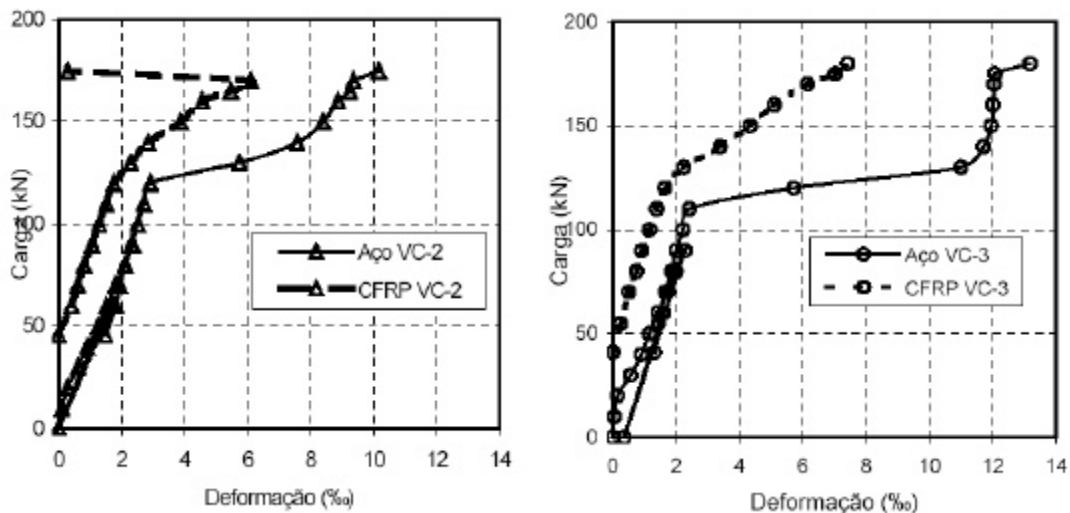 200
150
100
50
0
Carga (kN)
Aço VC-2
CFRP VC-2
0 2 4 6 8 10 12 14
Deformação (‰)
200
150
100
50
0
Carga (kN)
Aço VC-3
CFRP VC-3
0 2 4 6 8 10 12 14
Deformação (‰)